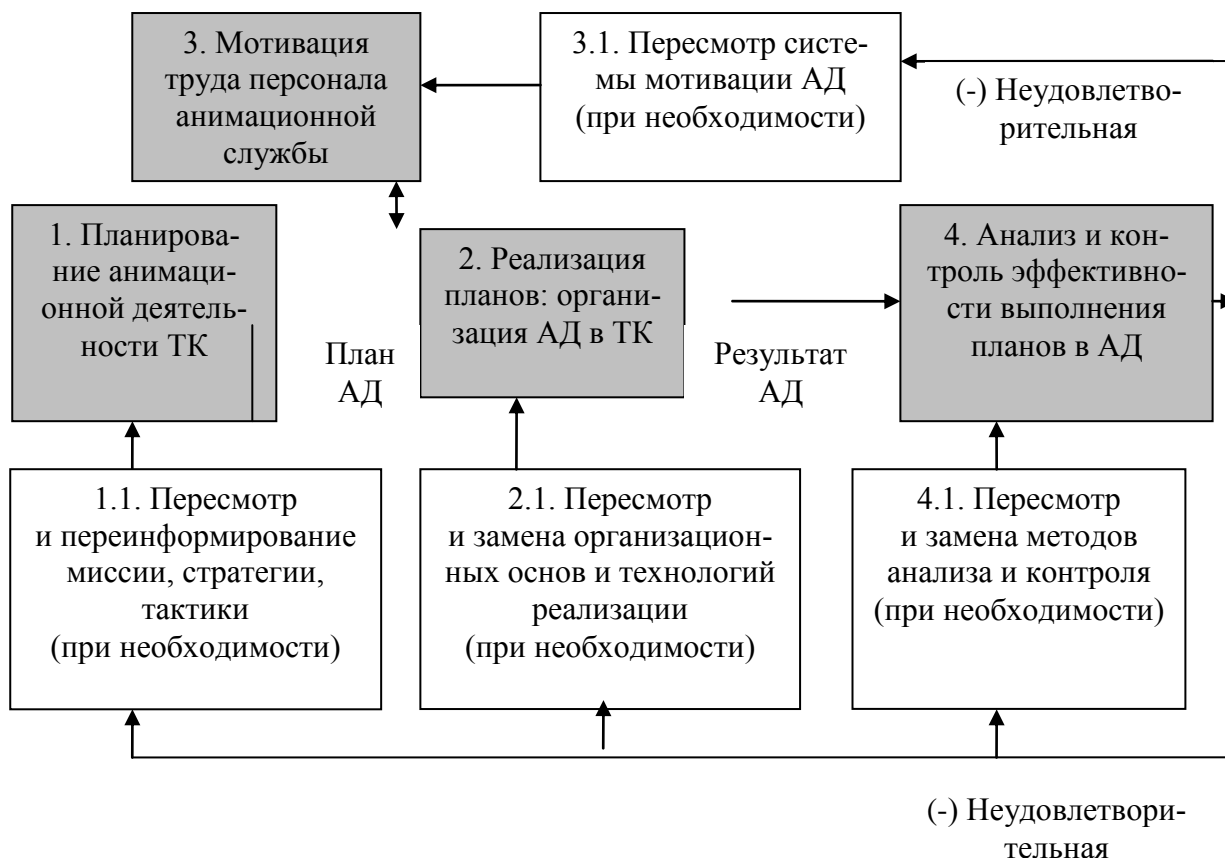 3. Мотивация
труда персонала
анимационной
службы
3.1. Пересмотр систе-
мы мотивации АД
(при необходимости)
(-) Неудовлетво-
рительная
1. Планирова-
ние анимаци-
онной деятель-
ности ТК
План
АД
2. Реализация
планов: органи-
зация АД в ТК
Результат
АД
4. Анализ и кон-
троль эффективно-
сти выполнения
планов в АД
1.1. Пересмотр
и переинформирование
миссии, стратегии,
тактики
(при необходимости)
2.1. Пересмотр
и замена организацион-
ных основ и технологий
реализации
(при необходимости)
4.1. Пересмотр
и замена методов
анализа и контроля
(при необходимости)
(-) Неудовлетвори-
тельная